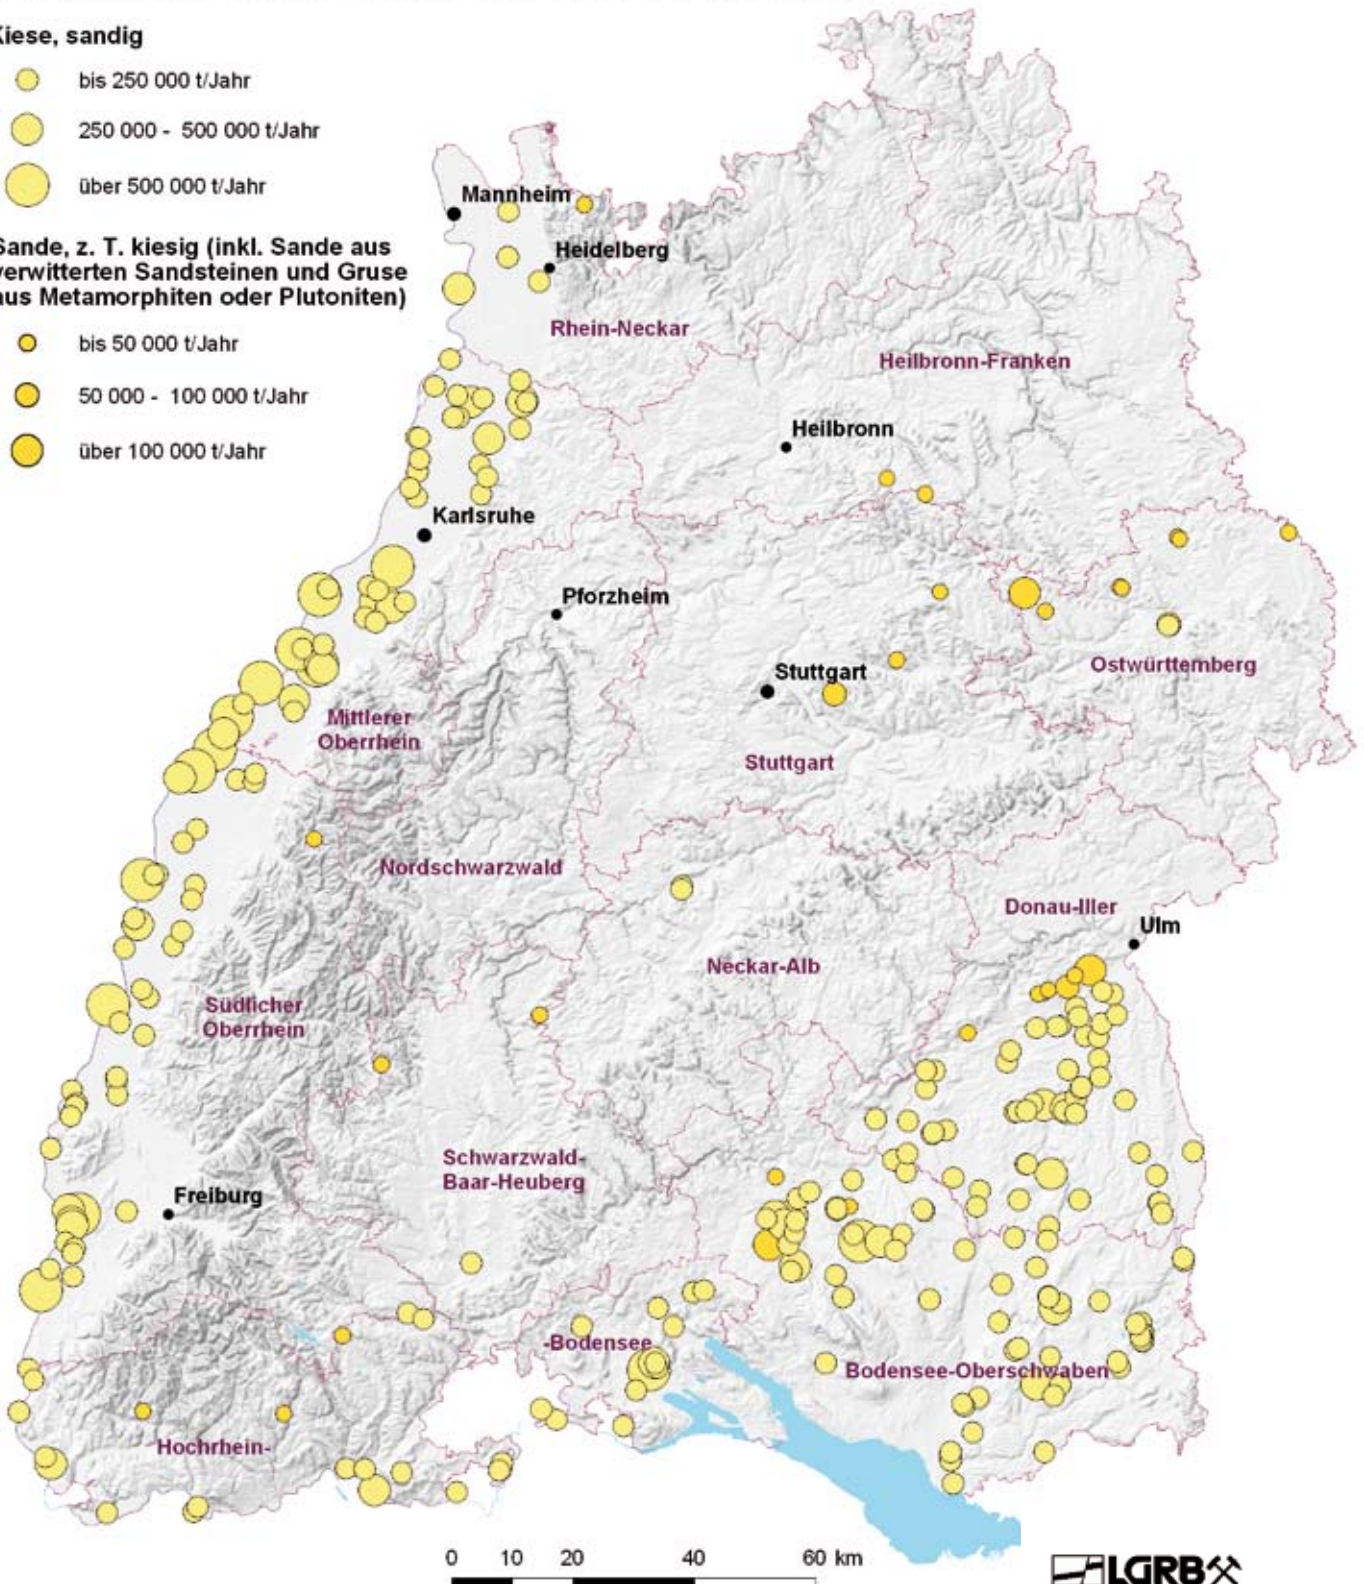 Kiese, sandig
bis 250 000 t/Jahr
250 000 - 500 000 t/Jahr
über 500 000 t/Jahr
Sande, z. T. kiesig (inkl. Sande aus
verwitterten Sandsteinen und Gruse
aus Metamorphiten oder Plutoniten)
bis 50 000 t/Jahr
50 000 - 100 000 t/Jahr
über 100 000 t/Jahr
Mannheim
Heidelberg
Rhein-Neckar
Heilbronn-Franken
Heilbronn
Karlsruhe
Pforzheim
Ostwürttemberg
Stuttgart
Mittlerer
Oberrhein
Stuttgart
Nordschwarzwald
Donau-Iller
Ulm
Neckar-Alb
Südlicher
Oberrhein
Schwarzwald-
Baar-Heuberg
Freiburg
-Bodensee
Bodensee-Oberschwaben
Hochrhein-
0 10 20 40 60 km
LGRB